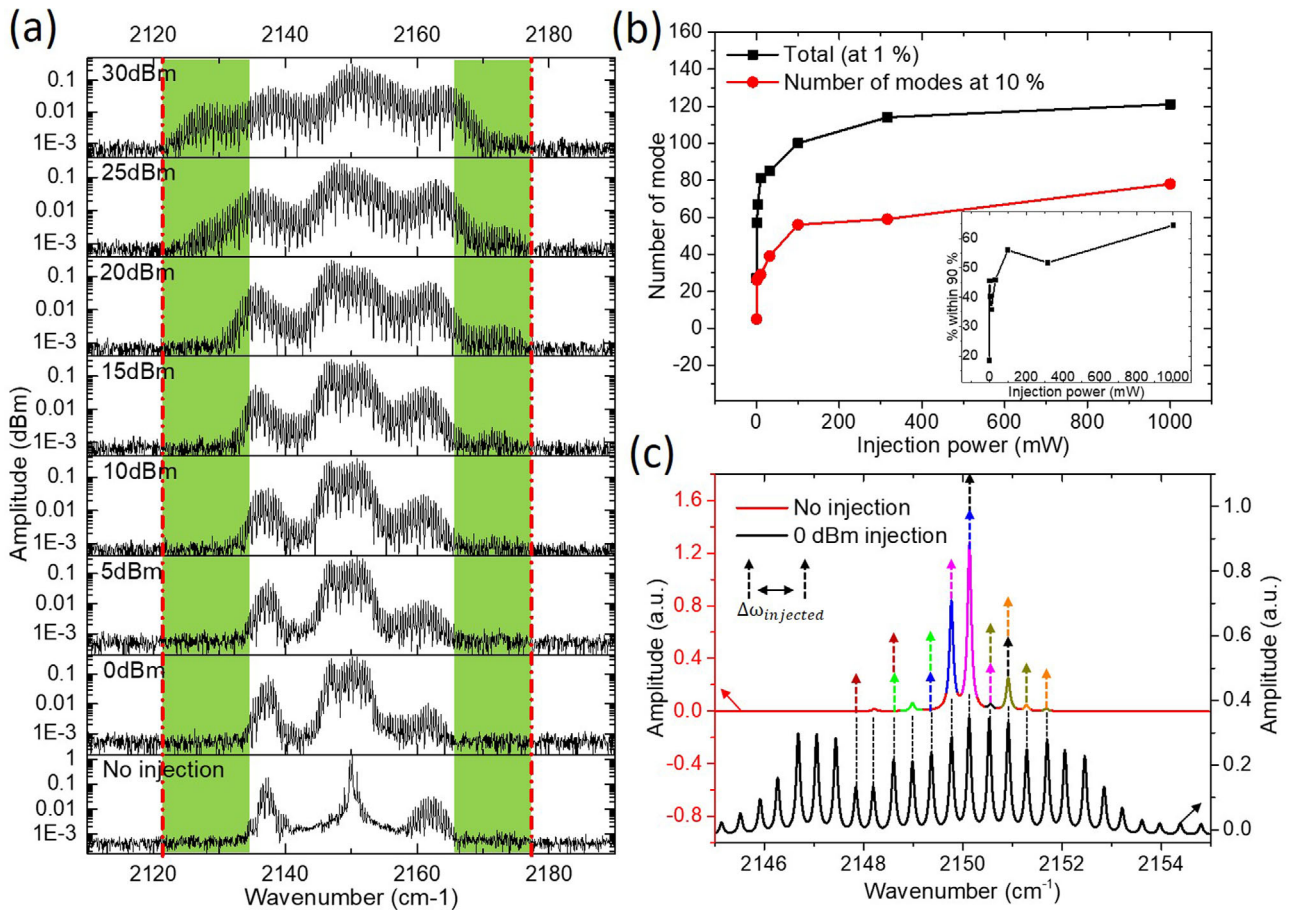 (a)
2120 2140 2160 2180
30dBm
0.1
0.01
1E-3
25dBm
0.1
0.01
1E-3
20dBm
0.1
0.01
1E-3
15dBm
0.1
0.01
1E-3
10dBm
0.1
0.01
1E-3
5dBm
0.1
0.01
1E-3
0dBm
0.1
0.01
1E-3
1
No injection
0.1
0.01
1E-3
2120 2140 2160 2180
Wavenumber (cm-1)
Amplitude (dBm)
(b)
160
140
120
100
80
60
40
20
0
-20
Number of mode
Total (at 1 %)
Number of modes at 10 %
60
50
40
30
20
% within 90 %
0 200 400 600 800 1000
Injection power (mW)
0 200 400 600 800 1000
Injection power (mW)
(c)
1.6
1.2
0.8
0.4
0.0
-0.4
-0.8
Amplitude (a.u.)
No injection
0 dBm injection
Δω injected
1.0
0.8
0.6
0.4
0.2
0.0
Amplitude (a.u.)
2146 2148 2150 2152 2154
Wavenumber (cm⁻¹)